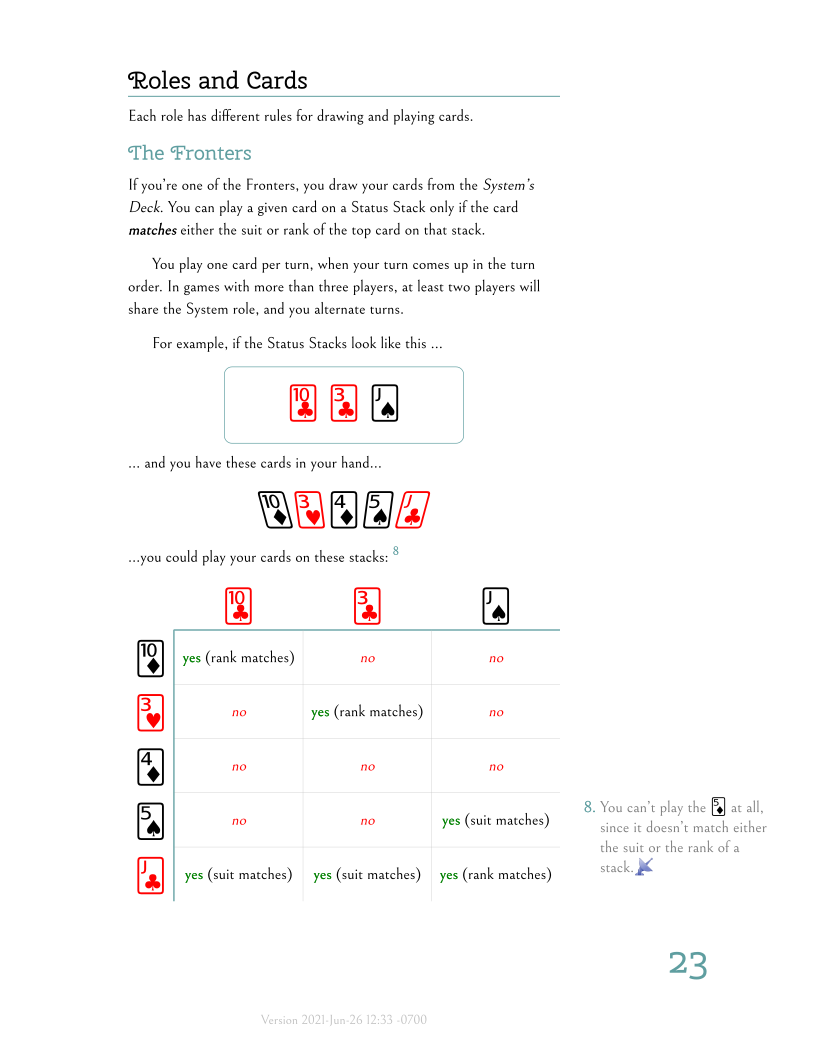 Roles and Cards
Each role has different rules for drawing and playing cards.
The Fronters
If you're one of the Fronters, you draw your cards from the System's
Deck. You can play a given card on a Status Stack only if the card
matches either the suit or rank of the top card on that stack.
You play one card per turn, when your turn comes up in the turn
order. In games with more than three players, at least two players will
share the System role, and you alternate turns.
For example, if the Status Stacks look like this ...
10♣ 3♣ J♠
... and you have these cards in your hand...
10♦ 3♥ 4♦ 5♠ J♣
...you could play your cards on these stacks: 8
10♣ 3♣ J♠
10♦ yes (rank matches) no no
3♥ no yes (rank matches) no
4♦ no no no
5♠ no no yes (suit matches)
J♣ yes (suit matches) yes (suit matches) yes (rank matches)
8. You can't play the 5♦ at all,
since it doesn't match either
the suit or the rank of a
stack.
23
Version 2021-Jun-26 12:33 -0700